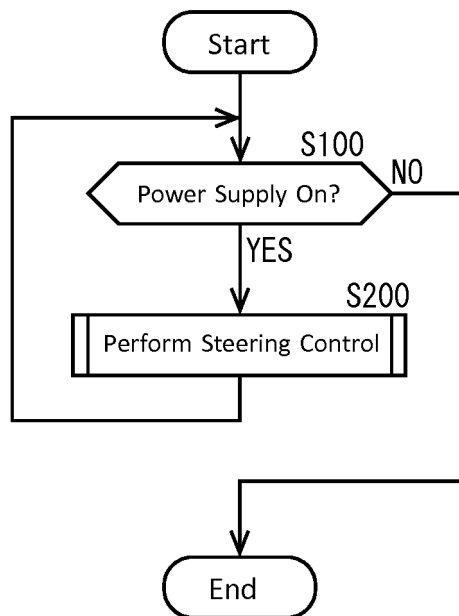 Start
S100
Power Supply On?
NO
YES
S200
Perform Steering Control
End